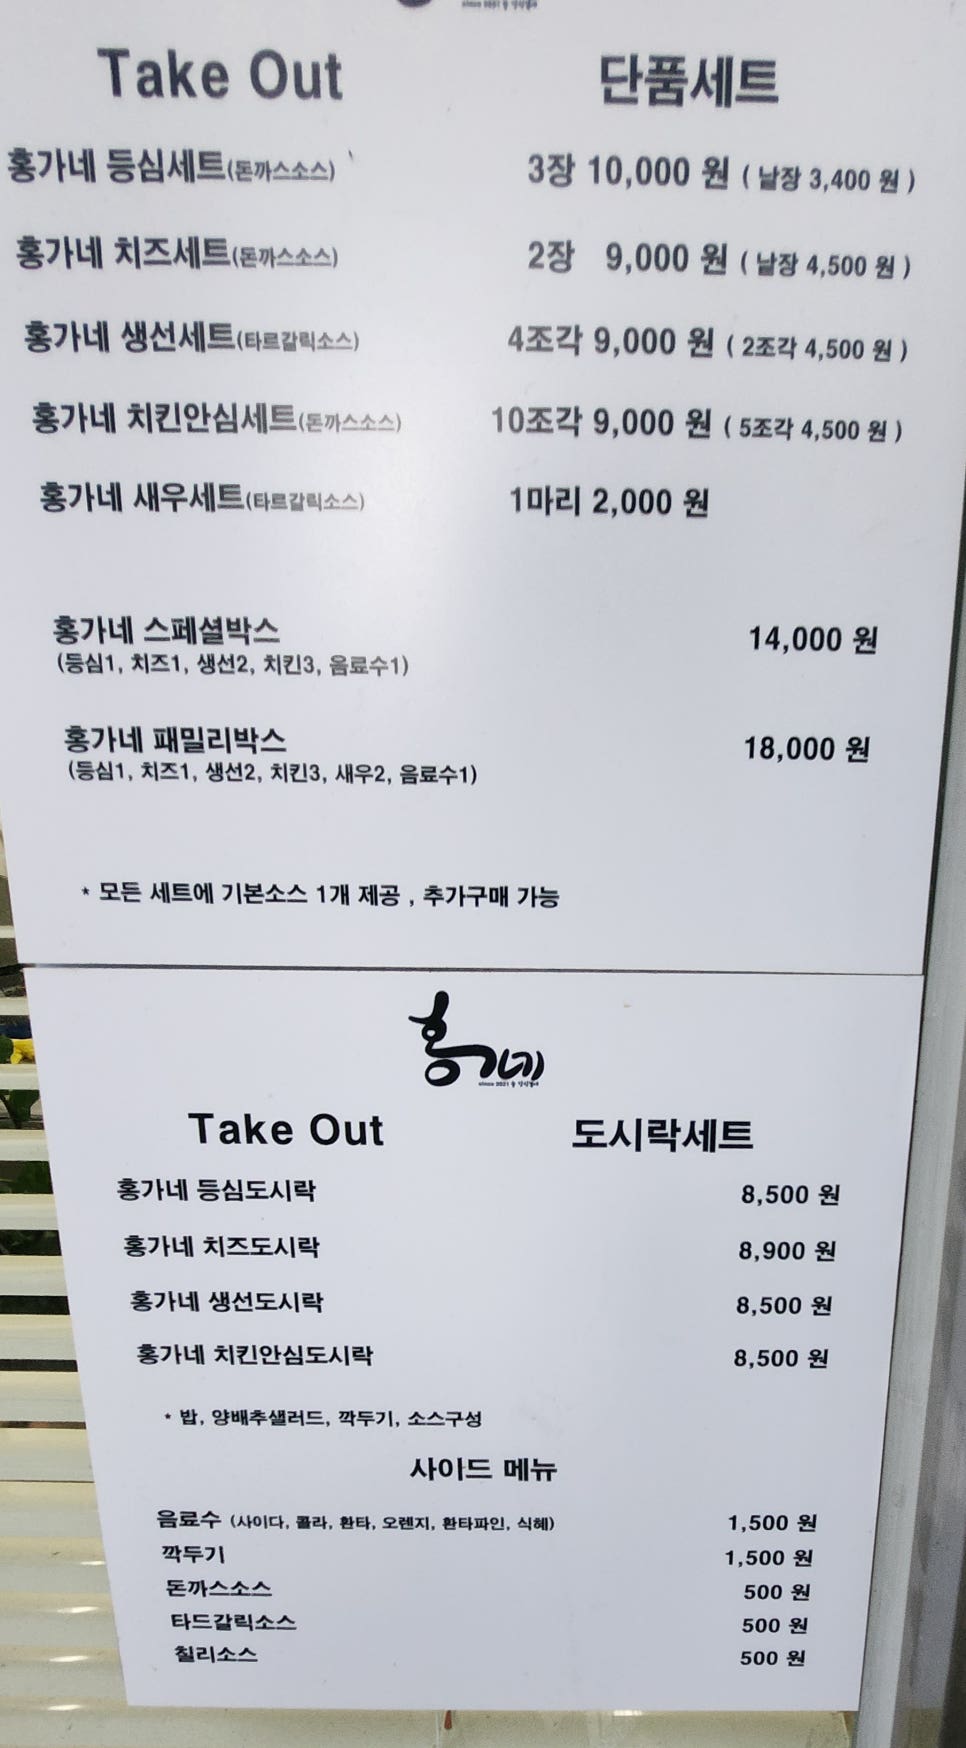 Take Out 단품세트
홍가네 등심세트(돈까스소스) 3장 10,000 원 ( 낱장 3,400 원 )
홍가네 치즈세트(돈까스소스) 2장 9,000 원 ( 낱장 4,500 원 )
홍가네 생선세트(타르갈릭소스) 4조각 9,000 원 ( 2조각 4,500 원 )
홍가네 치킨안심세트(돈까스소스) 10조각 9,000 원 ( 5조각 4,500 원 )
홍가네 새우세트(타르갈릭소스) 1마리 2,000 원
홍가네 스페셜박스 14,000 원
(등심1, 치즈1, 생선2, 치킨3, 음료수1)
홍가네 패밀리박스 18,000 원
(등심1, 치즈1, 생선2, 치킨3, 새우2, 음료수1)
* 모든 세트에 기본소스 1개 제공 , 추가구매 가능
홍가네
since 2021
Take Out 도시락세트
홍가네 등심도시락 8,500 원
홍가네 치즈도시락 8,900 원
홍가네 생선도시락 8,500 원
홍가네 치킨안심도시락 8,500 원
* 밥, 양배추샐러드, 깍두기, 소스구성
사이드 메뉴
음료수 (사이다, 콜라, 환타, 오렌지, 환타파인, 식혜) 1,500 원
깍두기 1,500 원
돈까스소스 500 원
타드갈릭소스 500 원
칠리소스 500 원